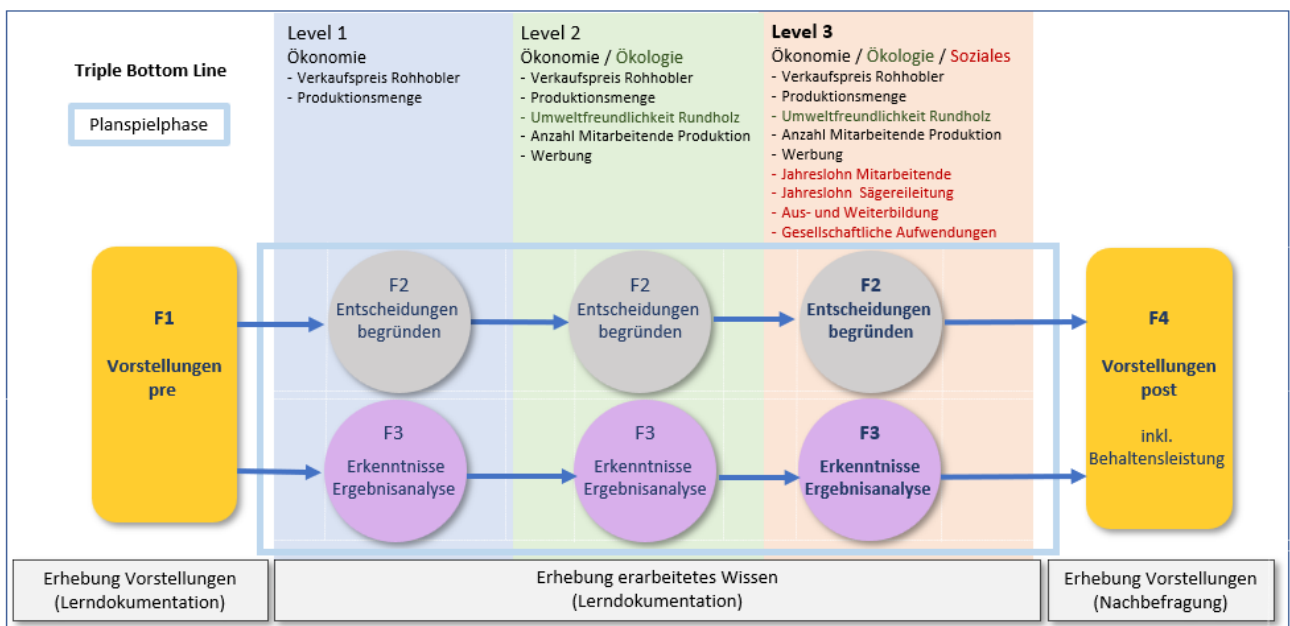 Triple Bottom Line
Planspielphase
Level 1
Ökonomie
- Verkaufspreis Rohhobler
- Produktionsmenge
Level 2
Ökonomie / Ökologie
- Verkaufspreis Rohhobler
- Produktionsmenge
- Umweltfreundlichkeit Rundholz
- Anzahl Mitarbeitende Produktion
- Werbung
Level 3
Ökonomie / Ökologie / Soziales
- Verkaufspreis Rohhobler
- Produktionsmenge
- Umweltfreundlichkeit Rundholz
- Anzahl Mitarbeitende Produktion
- Werbung
- Jahreslohn Mitarbeitende
- Jahreslohn Sägereileitung
- Aus- und Weiterbildung
- Gesellschaftliche Aufwendungen
F1
Vorstellungen
pre
F2
Entscheidungen
begründen
F2
Entscheidungen
begründen
F2
Entscheidungen
begründen
F3
Erkenntnisse
Ergebnisanalyse
F3
Erkenntnisse
Ergebnisanalyse
F3
Erkenntnisse
Ergebnisanalyse
F4
Vorstellungen
post
inkl.
Behaltensleistung
Erhebung Vorstellungen
(Lerndokumentation)
Erhebung erarbeitetes Wissen
(Lerndokumentation)
Erhebung Vorstellungen
(Nachbefragung)